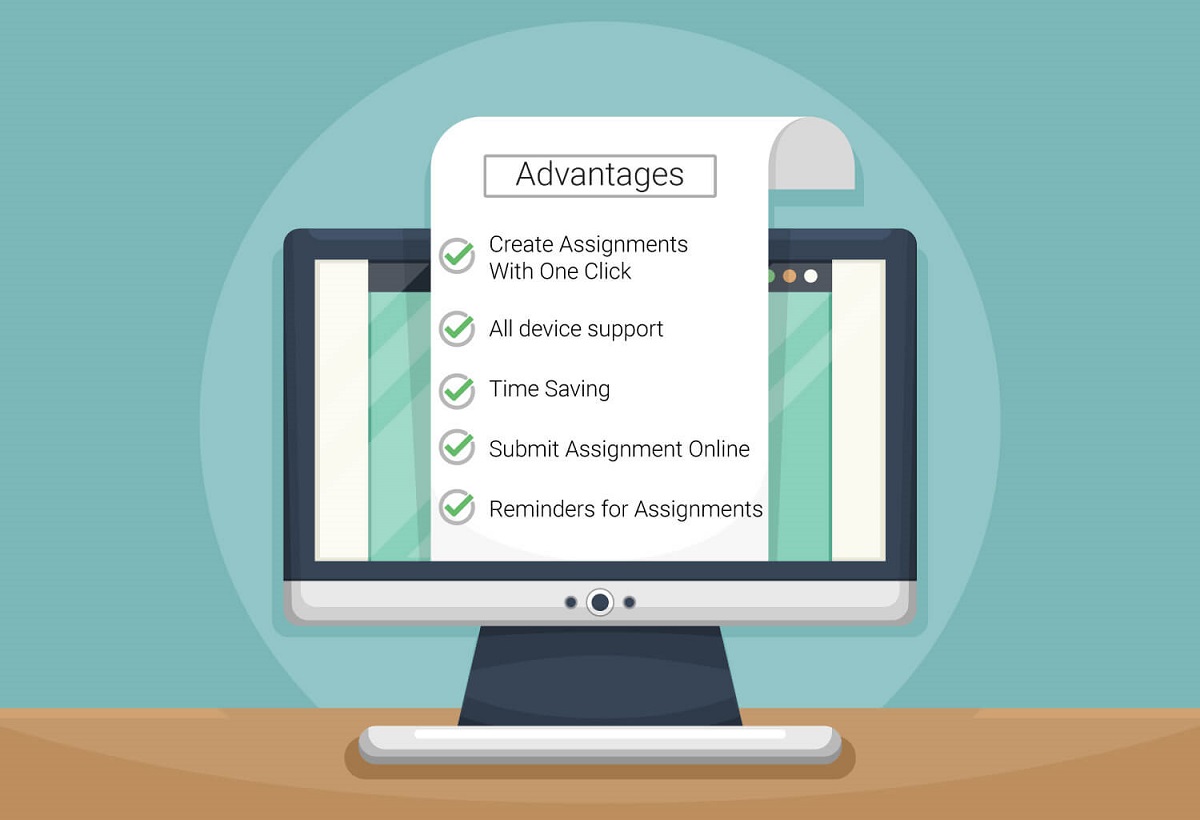 Advantages
Create Assignments
With One Click
All device support
Time Saving
Submit Assignment Online
Reminders for Assignments